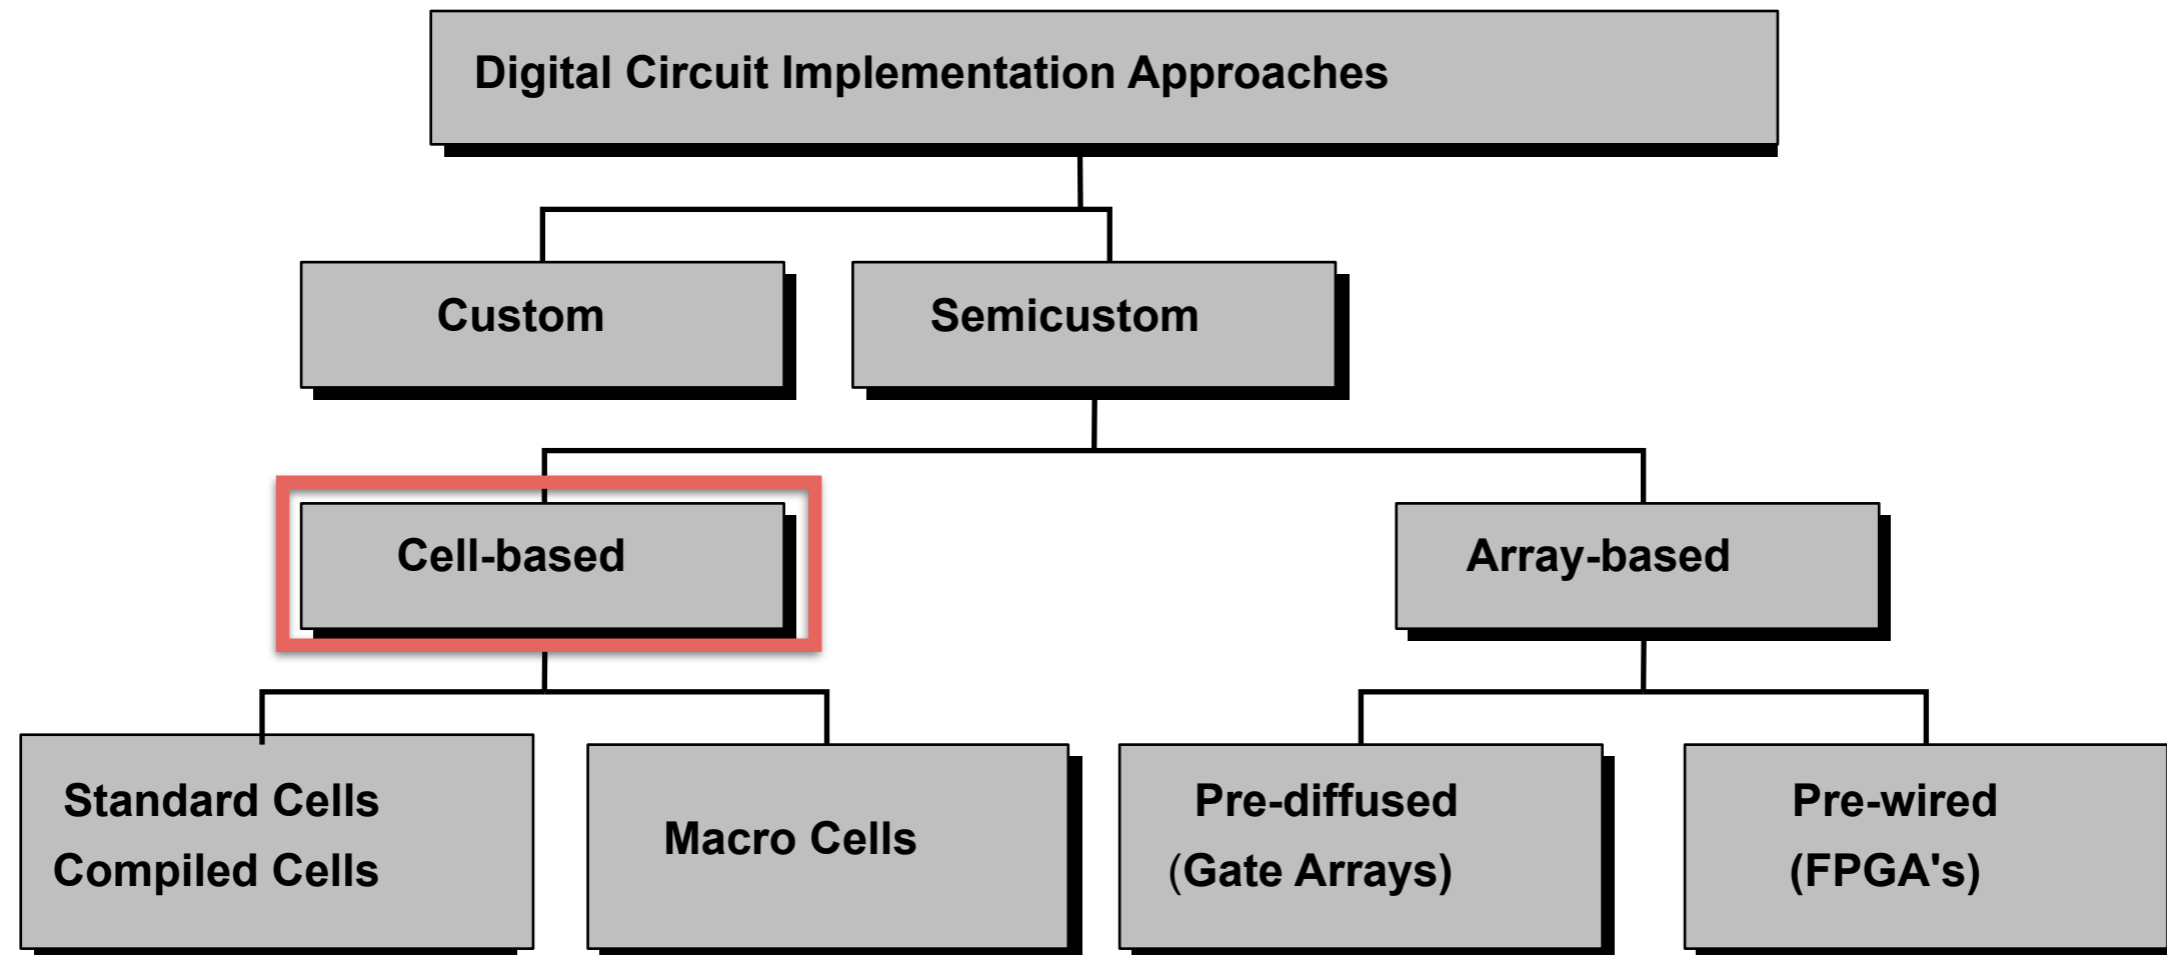 Digital Circuit Implementation Approaches
Custom
Semicustom
Cell-based
Array-based
Standard Cells
Compiled Cells
Macro Cells
Pre-diffused
(Gate Arrays)
Pre-wired
(FPGA's)